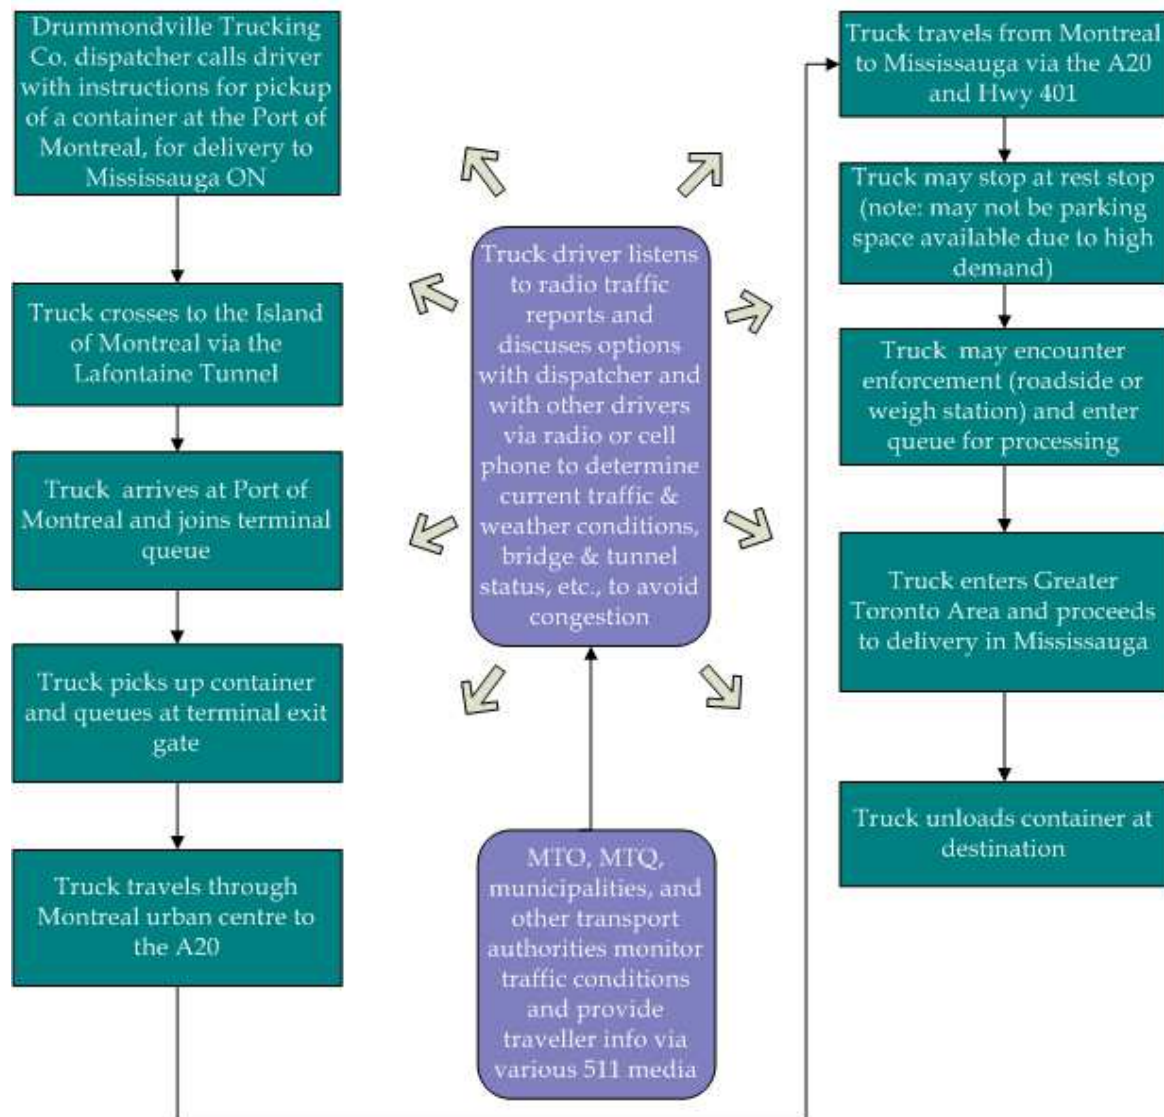 Drummondville Trucking
Co. dispatcher calls driver
with instructions for pickup
of a container at the Port of
Montreal, for delivery to
Mississauga ON
Truck crosses to the Island
of Montreal via the
Lafontaine Tunnel
Truck arrives at Port of
Montreal and joins terminal
queue
Truck picks up container
and queues at terminal exit
gate
Truck travels through
Montreal urban centre to
the A20
Truck driver listens
to radio traffic
reports and
discuses options
with dispatcher and
with other drivers
via radio or cell
phone to determine
current traffic &
weather conditions,
bridge & tunnel
status, etc., to avoid
congestion
MTO, MTQ,
municipalities, and
other transport
authorities monitor
traffic conditions
and provide
traveller info via
various 511 media
Truck travels from Montreal
to Mississauga via the A20
and Hwy 401
Truck may stop at rest stop
(note: may not be parking
space available due to high
demand)
Truck may encounter
enforcement (roadside or
weigh station) and enter
queue for processing
Truck enters Greater
Toronto Area and proceeds
to delivery in Mississauga
Truck unloads container at
destination